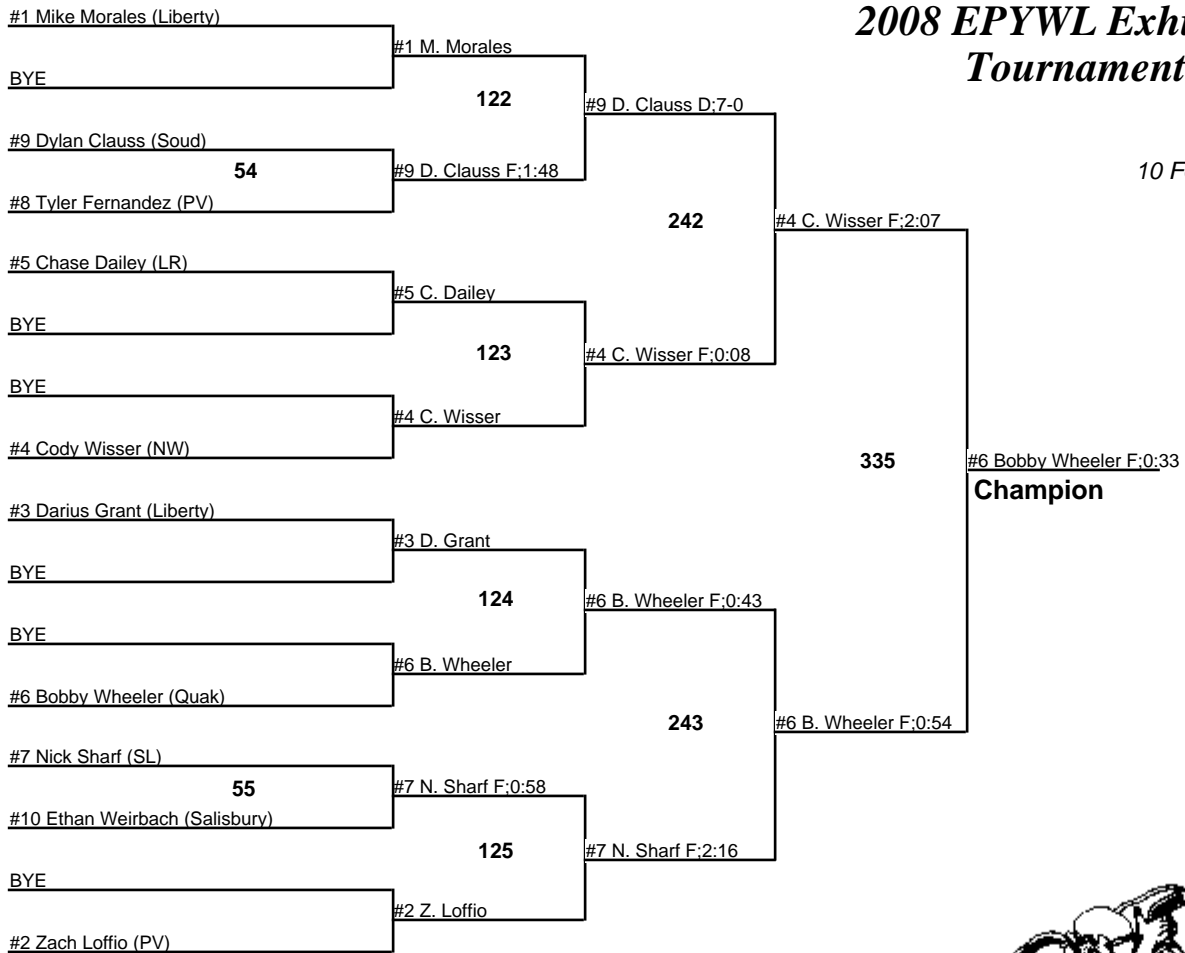 2008 EPYWL
Tournament
10
#1 Mike Morales (Liberty)
BYE
#9 Dylan Clauss (Soud)
54
#8 Tyler Fernandez (PV)
#5 Chase Dailey (LR)
BYE
BYE
#4 Cody Wisser (NW)
#3 Darius Grant (Liberty)
BYE
BYE
#6 Bobby Wheeler (Quak)
#7 Nick Sharf (SL)
55
#10 Ethan Weirbach (Salisbury)
BYE
#2 Zach Loffio (PV)
#1 M. Morales
122
#9 D. Clauss F;1:48
#5 C. Dailey
123
#4 C. Wisser
#3 D. Grant
124
#6 B. Wheeler
#7 N. Sharf F;0:58
125
#2 Z. Loffio
#9 D. Clauss D;7-0
242
#4 C. Wisser F;0:08
#6 B. Wheeler F;0:43
243
#7 N. Sharf F;2:16
#4 C. Wisser F;2:07
335
#6 B. Wheeler F;0:54
#6 Bobby Wheeler F;0:33
Champion